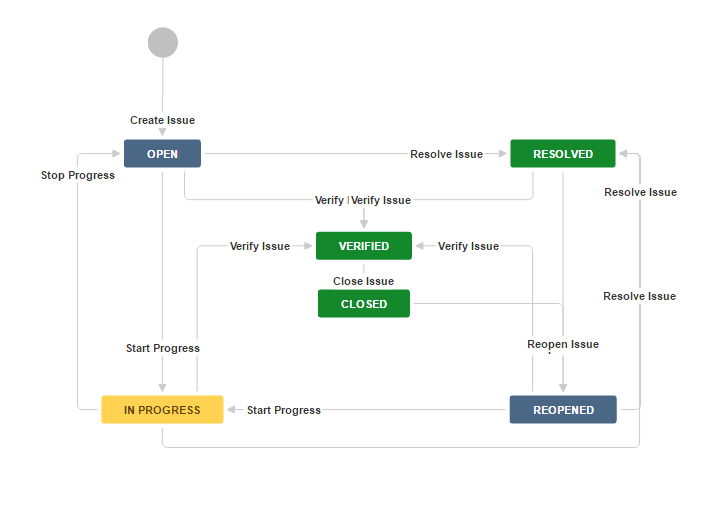 Create Issue
OPEN
Resolve Issue
RESOLVED
Stop Progress
Resolve Issue
Verify Verify Issue
Verify Issue
VERIFIED
Verify Issue
Close Issue
CLOSED
Resolve Issue
Start Progress
Reopen Issue
IN PROGRESS
Start Progress
REOPENED